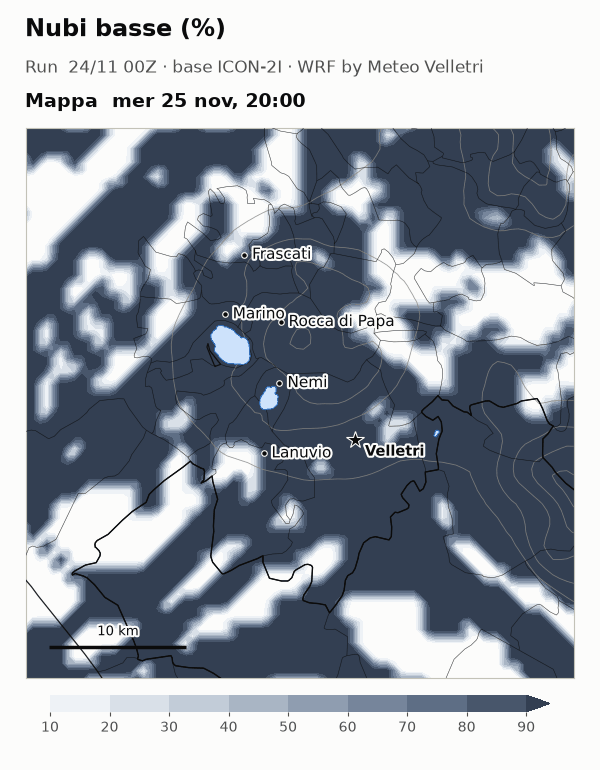 Nubi basse (%)
Run  24/11 00Z · base ICON-2I · WRF by Meteo Velletri
Mappa  mer 25 nov, 20:00
Frascati
Marino
Rocca di Papa
Nemi
Velletri
Lanuvio
10 km
10 20 30 40 50 60 70 80 90